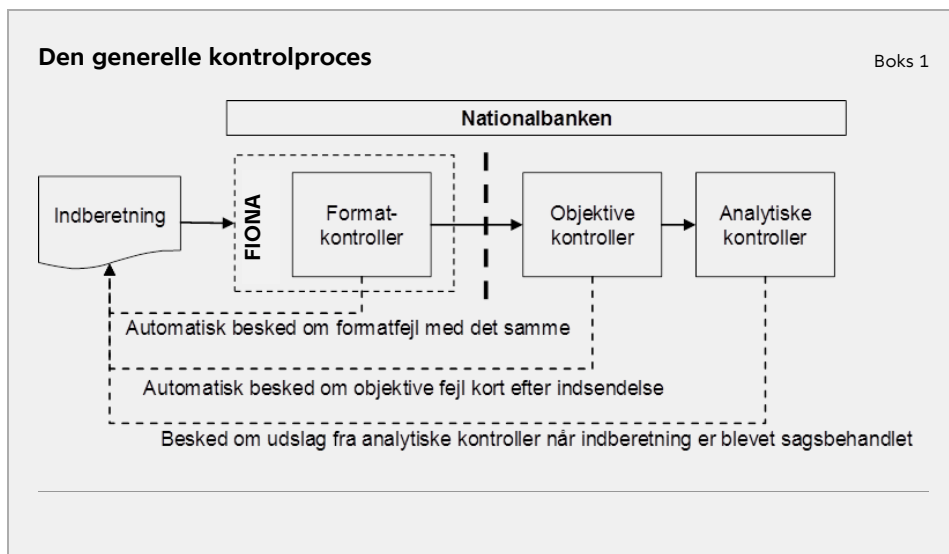 Den generelle kontrolproces
Boks 1
Nationalbanken
Indberetning
FIONA
Format-
kontroller
Objektive
kontroller
Analytiske
kontroller
Automatisk besked om formatfejl med det samme
Automatisk besked om objektive fejl kort efter indsendelse
Besked om udslag fra analytiske kontroller når indberetning er blevet sagsbehandlet